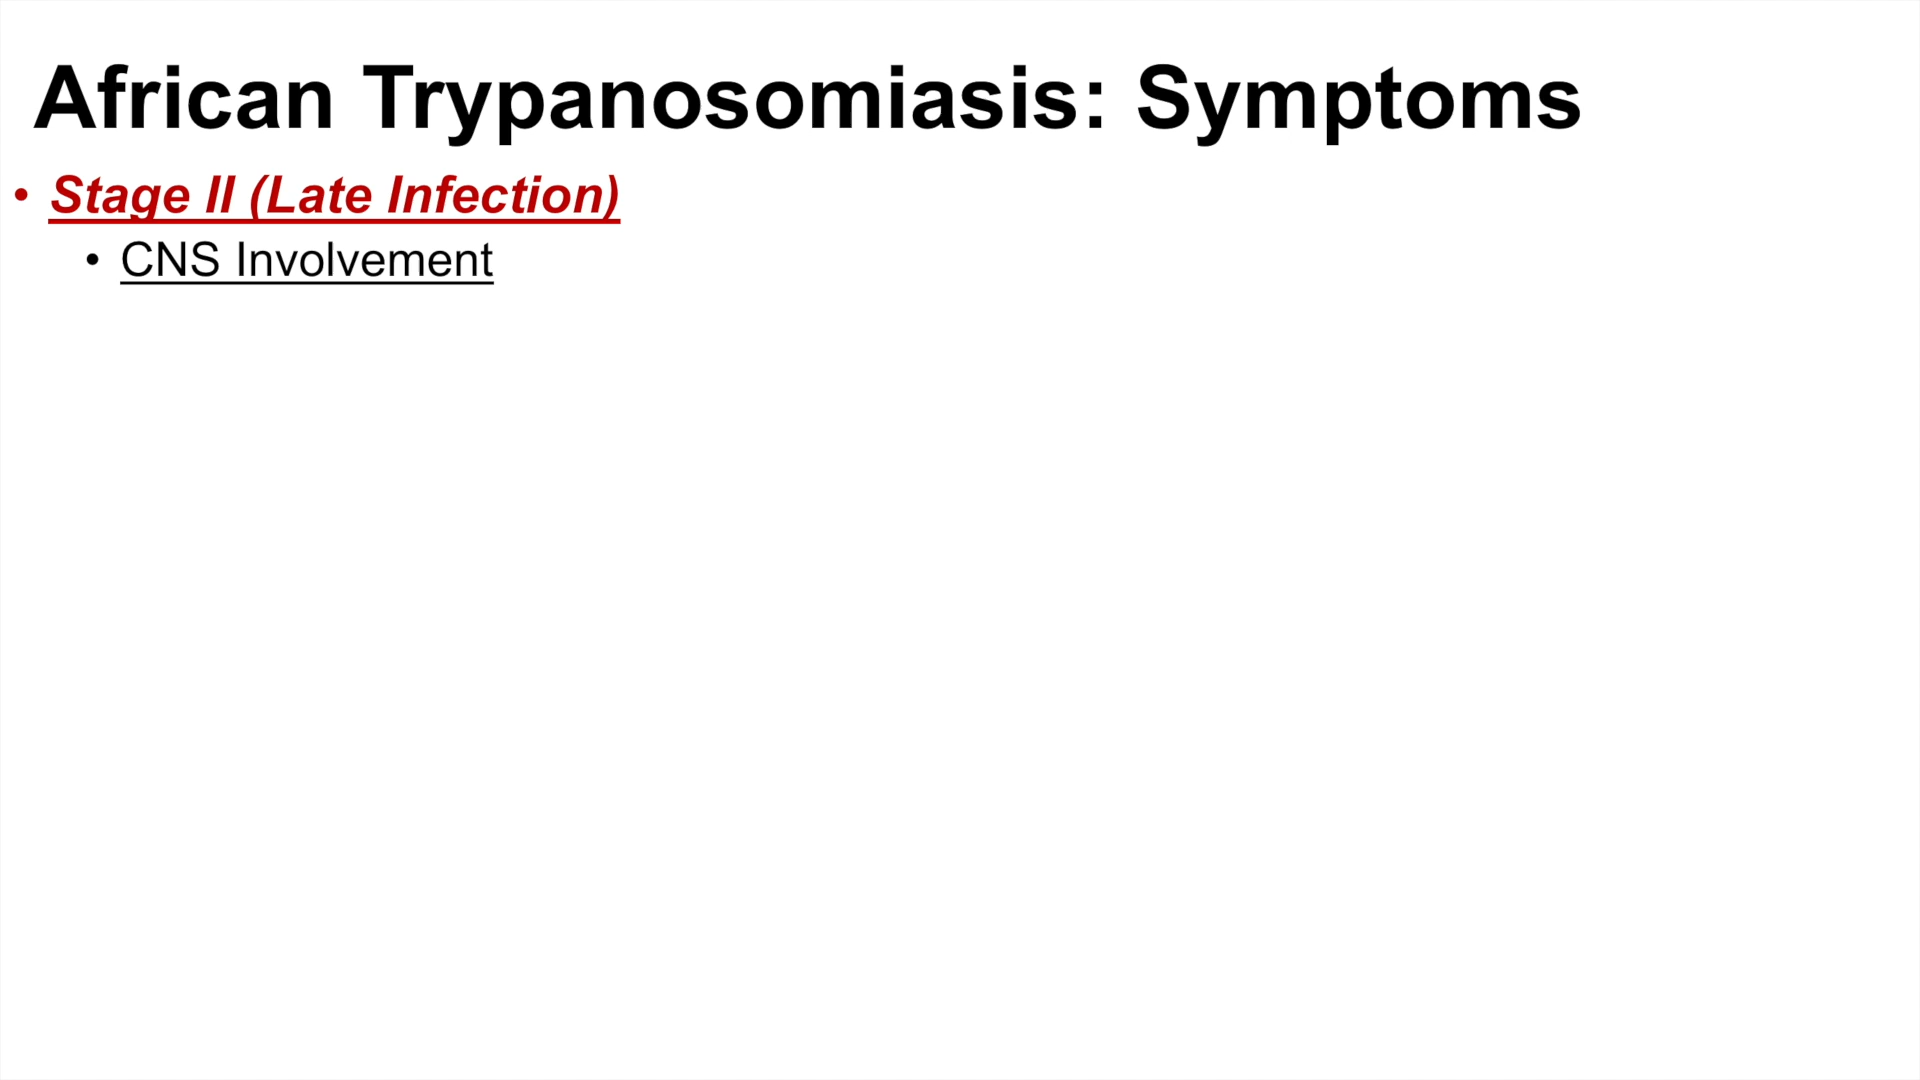 African Trypanosomiasis: Symptoms
• Stage II (Late Infection)
• CNS Involvement